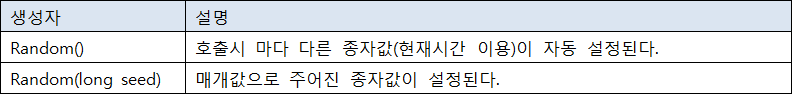 생성자 설명
Random() 호출시 마다 다른 종자값(현재시간 이용)이 자동 설정된다.
Random(long seed) 매개값으로 주어진 종자값이 설정된다.